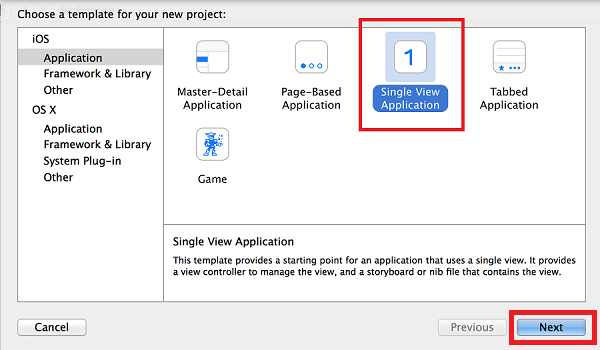 Choose a template for your new project:
iOS
Application
Framework & Library
Other
OS X
Application
Framework & Library
System Plug-in
Other
Master-Detail
Application
Page-Based
Application
1
Single View
Application
Tabbed
Application
Game
Single View Application
This template provides a starting point for an application that uses a single view. It provides
a view controller to manage the view, and a storyboard or nib file that contains the view.
Cancel
Previous
Next